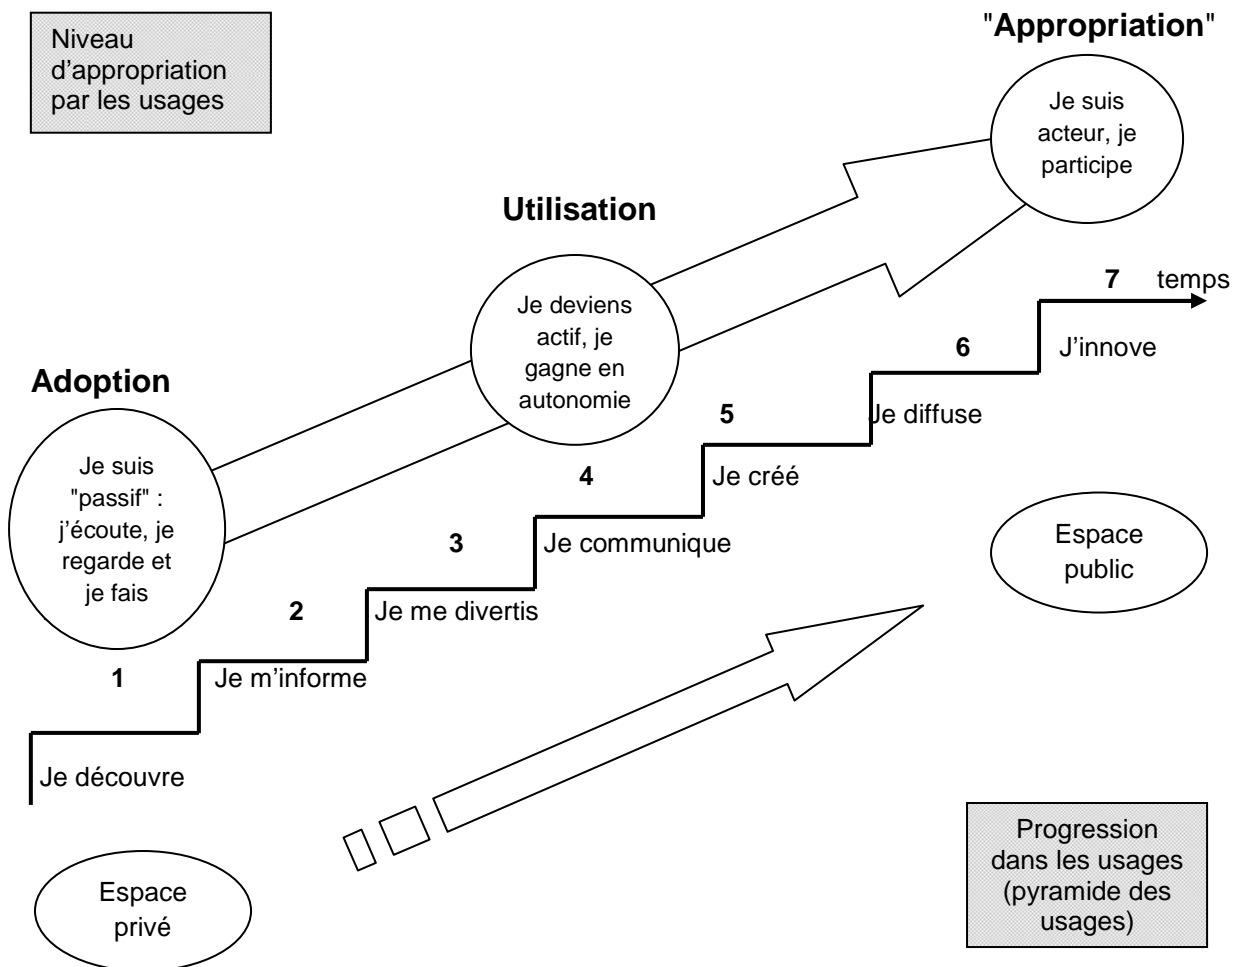 Niveau
d'appropriation
par les usages
"Appropriation"
Je suis
acteur, je
participe
Utilisation
Je deviens
actif, je
gagne en
autonomie
Adoption
Je suis
"passif" :
j'écoute, je
regarde et
je fais
7 temps
J'innove
6
Je diffuse
5
Je créé
4
Je communique
3
Je me divertis
2
Je m'informe
1
Je découvre
Espace
public
Espace
privé
Progression
dans les usages
(pyramide des
usages)